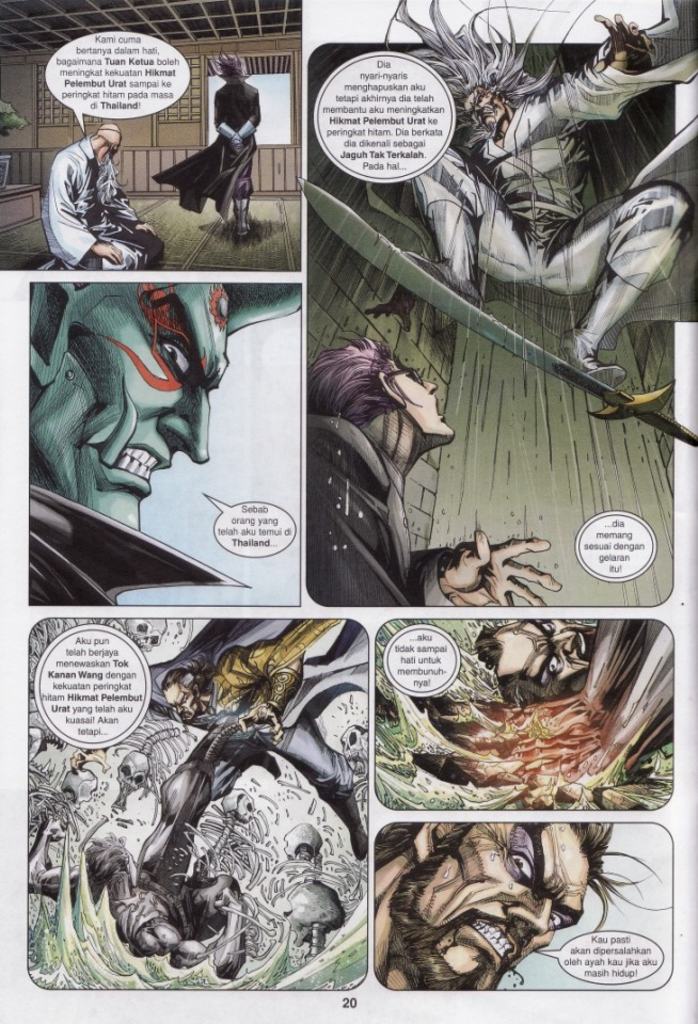 Kami cuma
bertanya dalam hati,
bagaimana Tuan Ketua boleh
meningkat kekuatan Hikmat
Pelembut Urat sampai ke
peringkat hitam pada masa
di Thailand!
Dia
nyari-nyaris
menghapuskan aku
tetapi akhirnya dia telah
membantu aku meningkatkan
Hikmat Pelembut Urat ke
peringkat hitam. Dia berkata
dia dikenali sebagai
Jaguh Tak Terkalah.
Pada hal...
Sebab
orang yang
telah aku temui di
Thailand...
...dia
memang
sesuai dengan
gelaran
itu!
Aku pun
telah berjaya
menewaskan Tok
Kanan Wang dengan
kekuatan peringkat
hitam Hikmat Pelembut
Urat yang telah aku
kuasai! Akan
tetapi...
...aku
tidak sampai
hati untuk
membunuh-
nya!
Kau pasti
akan dipersalahkan
oleh ayah kau jika aku
masih hidup!
20